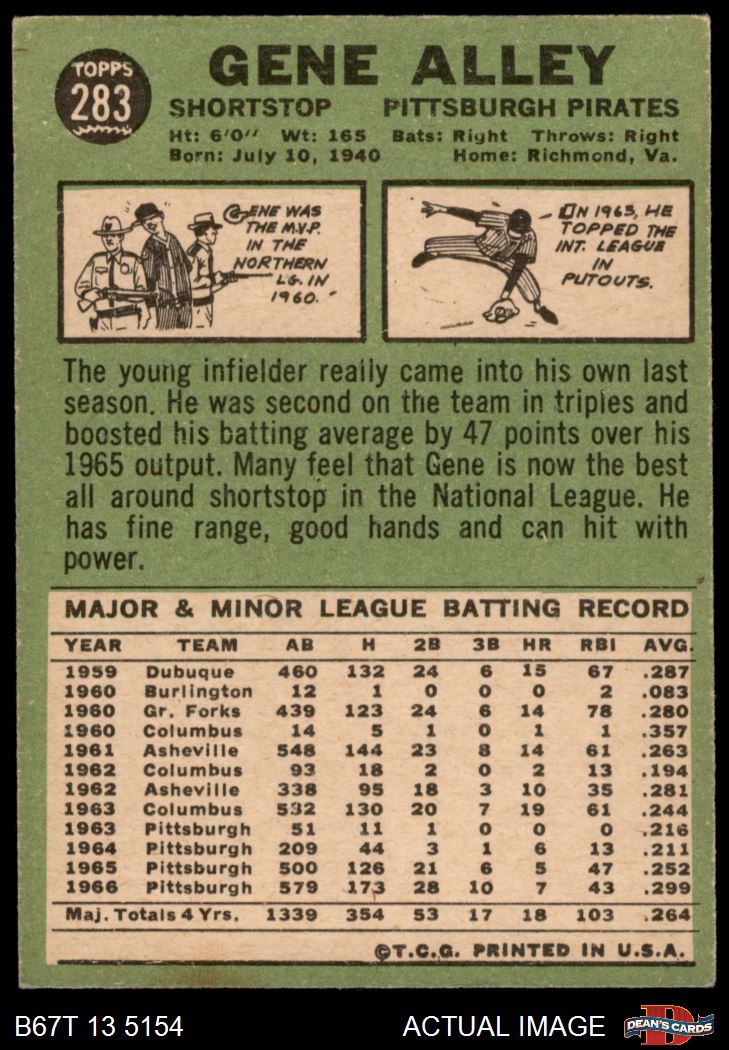 TOPPS
283
GENE ALLEY
SHORTSTOP PITTSBURGH PIRATES
Ht: 6'0" Wt: 165 Bats: Right Throws: Right
Born: July 10, 1940 Home: Richmond, Va.
GENE WAS
THE M.V.P.
IN THE
NORTHERN
LG. IN
1960.
IN 1963, HE
TOPPED THE
INT. LEAGUE
IN
PUTOUTS.
The young infielder really came into his own last
season. He was second on the team in triples and
boosted his batting average by 47 points over his
1965 output. Many feel that Gene is now the best
all around shortstop in the National League. He
has fine range, good hands and can hit with
power.
MAJOR & MINOR LEAGUE BATTING RECORD
YEAR TEAM AB H 2B 3B HR RBI AVG.
1959 Dubuque 460 132 24 6 15 67 .287
1960 Burlington 12 1 0 0 0 2 .083
1960 Gr. Forks 439 123 24 6 14 78 .280
1960 Columbus 14 5 1 0 1 1 .357
1961 Asheville 548 144 23 8 14 61 .263
1962 Columbus 93 18 2 0 2 13 .194
1962 Asheville 338 95 18 3 10 35 .281
1963 Columbus 532 130 20 7 19 61 .244
1963 Pittsburgh 51 11 1 0 0 0 .216
1964 Pittsburgh 209 44 3 1 6 13 .211
1965 Pittsburgh 500 126 21 6 5 47 .252
1966 Pittsburgh 579 173 28 10 7 43 .299
Maj. Totals 4 Yrs. 1339 354 53 17 18 103 .264
©T.C.G. PRINTED IN U.S.A.
B67T 13 5154 ACTUAL IMAGE
D
DEAN'S CARDS